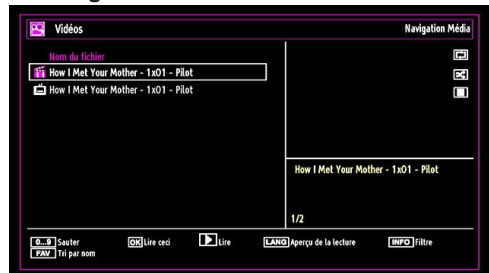 Vidéos Navigation Média
Nom du fichier
How I Met Your Mother - 1x01 - Pilot
How I Met Your Mother - 1x01 - Pilot
How I Met Your Mother - 1x01 - Pilot
1/2
0...9 Sauter OK Lire ceci Lire LANG Aperçu de la lecture INFO Filtre
FAV Tri par nom